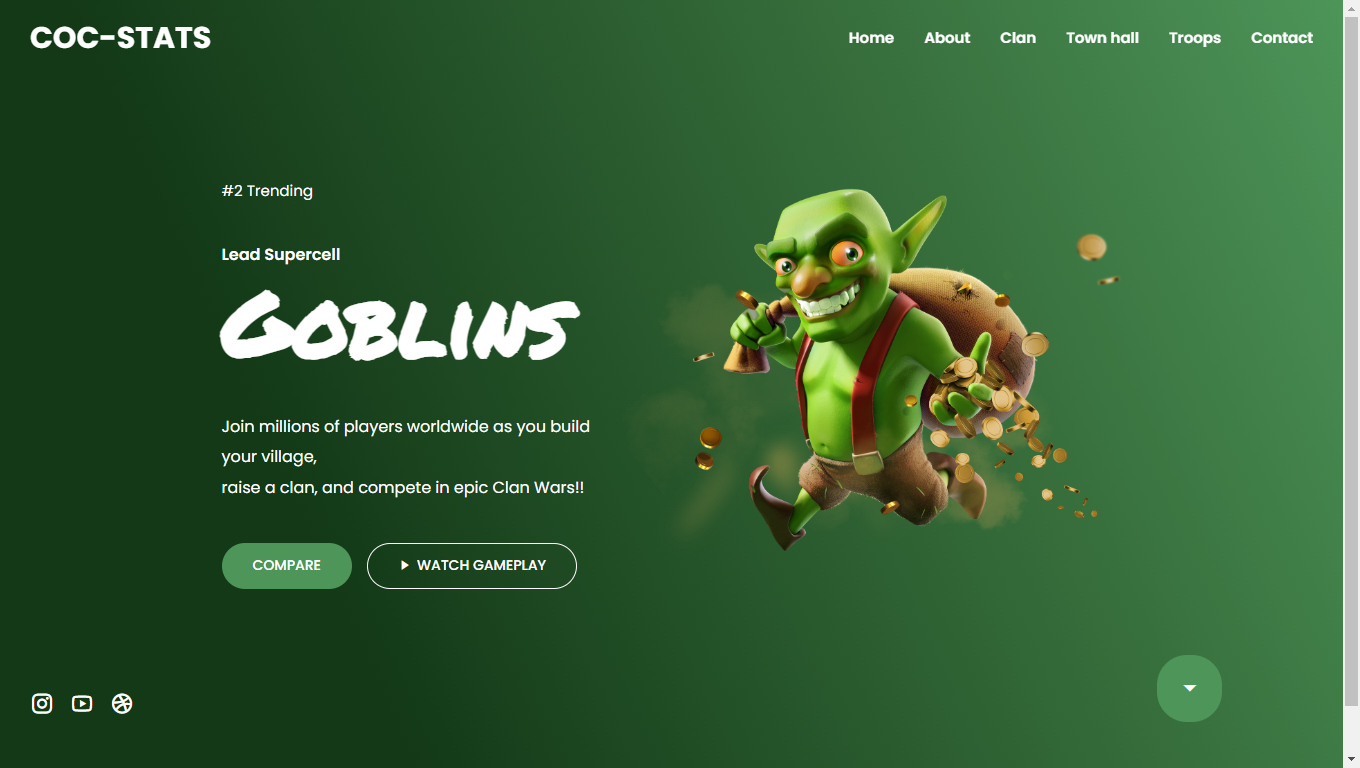 COC-STATS
Home About Clan Town hall Troops Contact
#2 Trending
Lead Supercell
GOBLINS
Join millions of players worldwide as you build
your village,
raise a clan, and compete in epic Clan Wars!!
COMPARE
WATCH GAMEPLAY